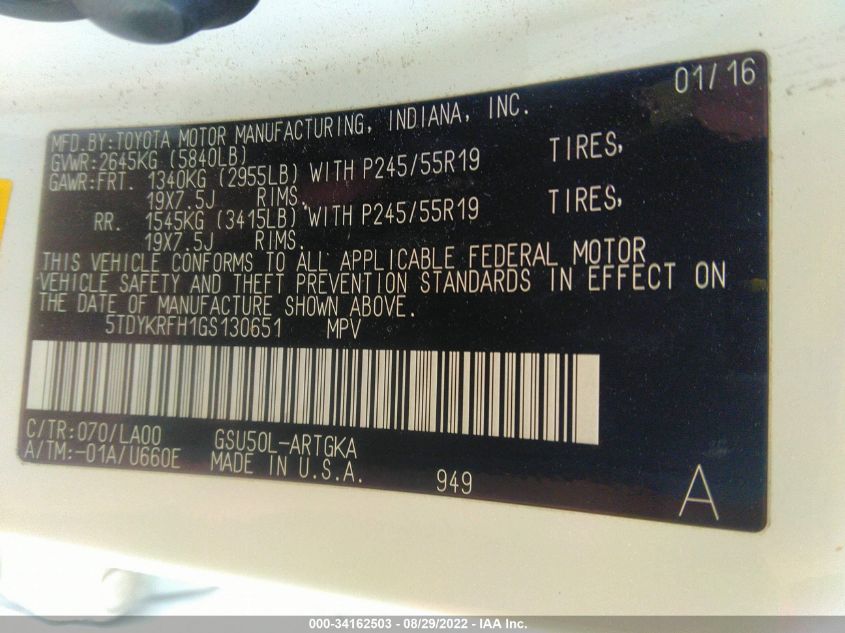 01/16
MFD.BY:TOYOTA MOTOR MANUFACTURING, INDIANA, INC.
GVWR:2645KG (5840LB)
GAWR:FRT. 1340KG (2955LB) WITH P245/55R19 TIRES,
19X7.5J RIMS.
RR. 1545KG (3415LB) WITH P245/55R19 TIRES,
19X7.5J RIMS.
THIS VEHICLE CONFORMS TO ALL APPLICABLE FEDERAL MOTOR
VEHICLE SAFETY AND THEFT PREVENTION STANDARDS IN EFFECT ON
THE DATE OF MANUFACTURE SHOWN ABOVE.
5TDYKRFH1GS130651 MPV
C/TR:070/LA00 GSU50L-ARTGKA
A/TM:-01A/U660E MADE IN U.S.A. 949
A
000-34162503 - 08/29/2022 - IAA Inc.